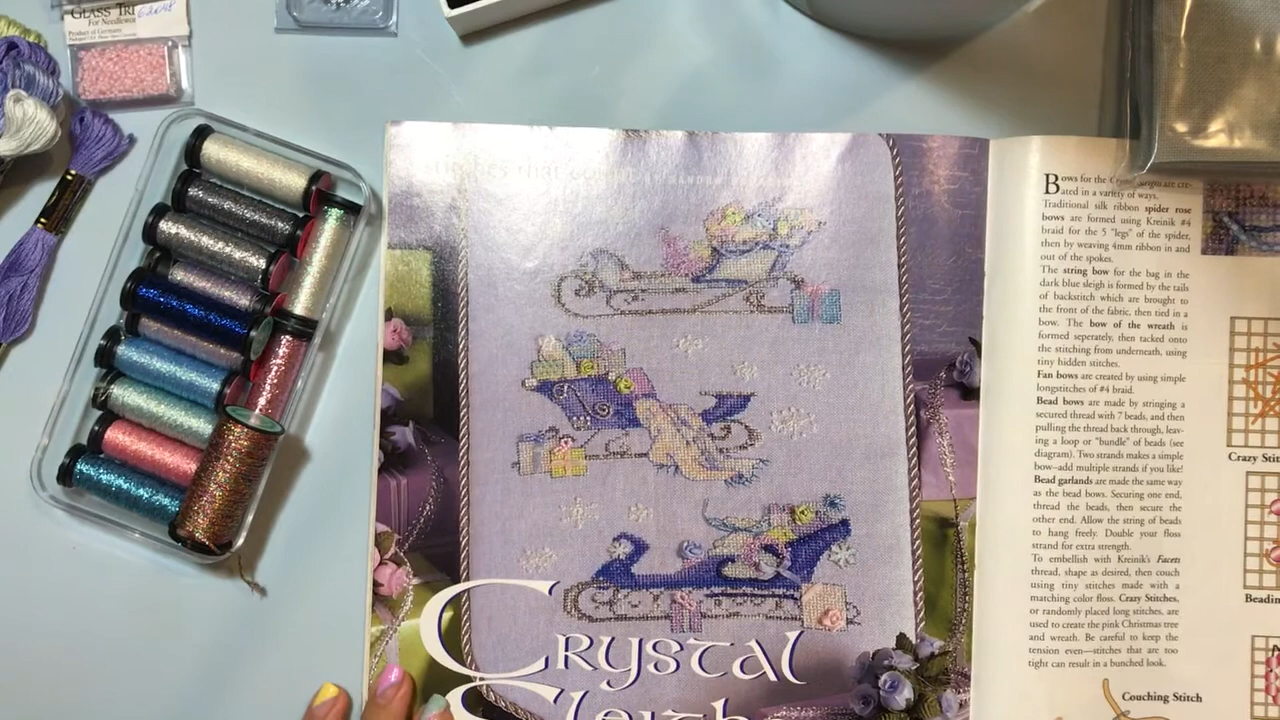 GLASS TRE
For Needlewor
Product of Germany
stitches that
CRYSTAL
Sleighs
Bows for the Crystal Sleighs are cre-
ated in a variety of ways.
Traditional silk ribbon spider rose
bows are formed using Kreinik #4
braid for the 5 "legs" of the spider,
then by weaving 4mm ribbon in and
out of the spokes.
The string bow for the bag in the
dark blue sleigh is formed by the tails
of backstitch which are brought to
the front of the fabric, then tied in a
bow. The bow of the wreath is
formed seperately, then tacked onto
the stitching from underneath, using
tiny hidden stitches.
Fan bows are created by using simple
longstitches of #4 braid.
Bead bows are made by stringing a
secured thread with 7 beads, and then
pulling the thread back through, leav-
ing a loop or "bundle" of beads (see
diagram). Two strands makes a simple
bow–add multiple strands if you like!
Bead garlands are made the same way
as the bead bows. Securing one end,
thread the beads, then secure the
other end. Allow the string of beads
to hang freely. Double your floss
strand for extra strength.
To embellish with Kreinik's Facets
thread, shape as desired, then couch
using tiny stitches made with a
matching color floss. Crazy Stitches,
or randomly placed long stitches, are
used to create the pink Christmas tree
and wreath. Be careful to keep the
tension even—stitches that are too
tight can result in a bunched look.
Crazy Stit
Beadin
Couching Stitch